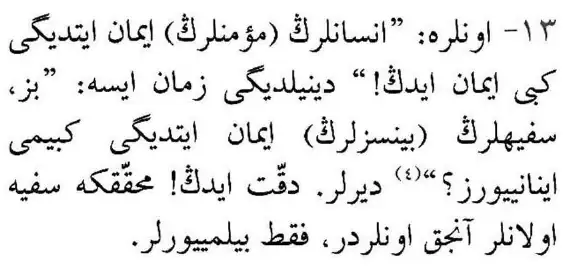 ١٣- اونلره: ”انسانلرڭ (مؤمنلرڭ) ايمان ايتديگى
كبى ايمان ايدڭ!“ دينيلديگى زمان ايسه: ”بز،
سفيهلرڭ (بينسزلرڭ) ايمان ايتديگى كبيمى
اينانييورز؟“(٤) ديرلر. دقّت ايدڭ! محقّقكه سفيه
اولانلر آنجق اونلردر، فقط بيلمييورلر.